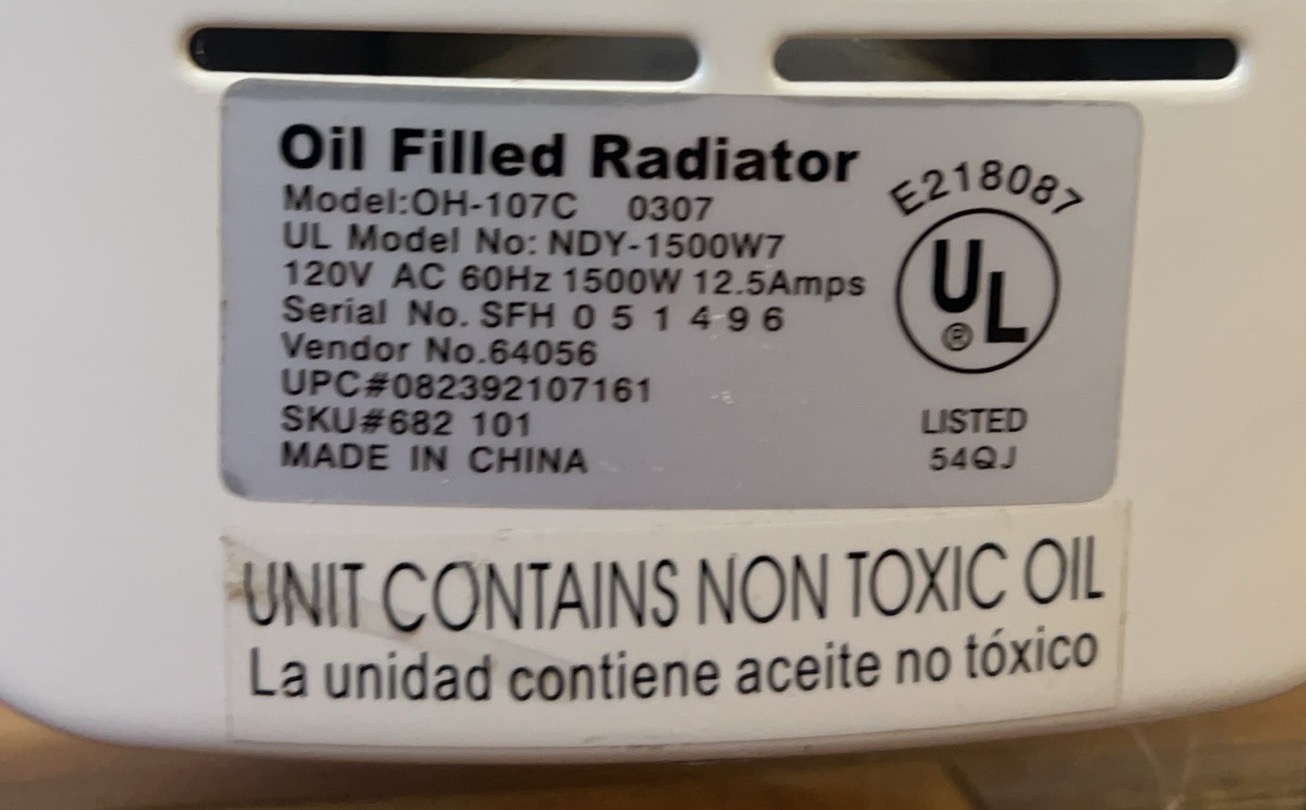 Oil Filled Radiator
Model:OH-107C 0307
UL Model No: NDY-1500W7
120V AC 60Hz 1500W 12.5Amps
Serial No. SFH 0 5 1 4 9 6
Vendor No.64056
UPC#082392107161
SKU#682 101
MADE IN CHINA
E218087
UL
®
LISTED
54QJ
UNIT CONTAINS NON TOXIC OIL
La unidad contiene aceite no tóxico